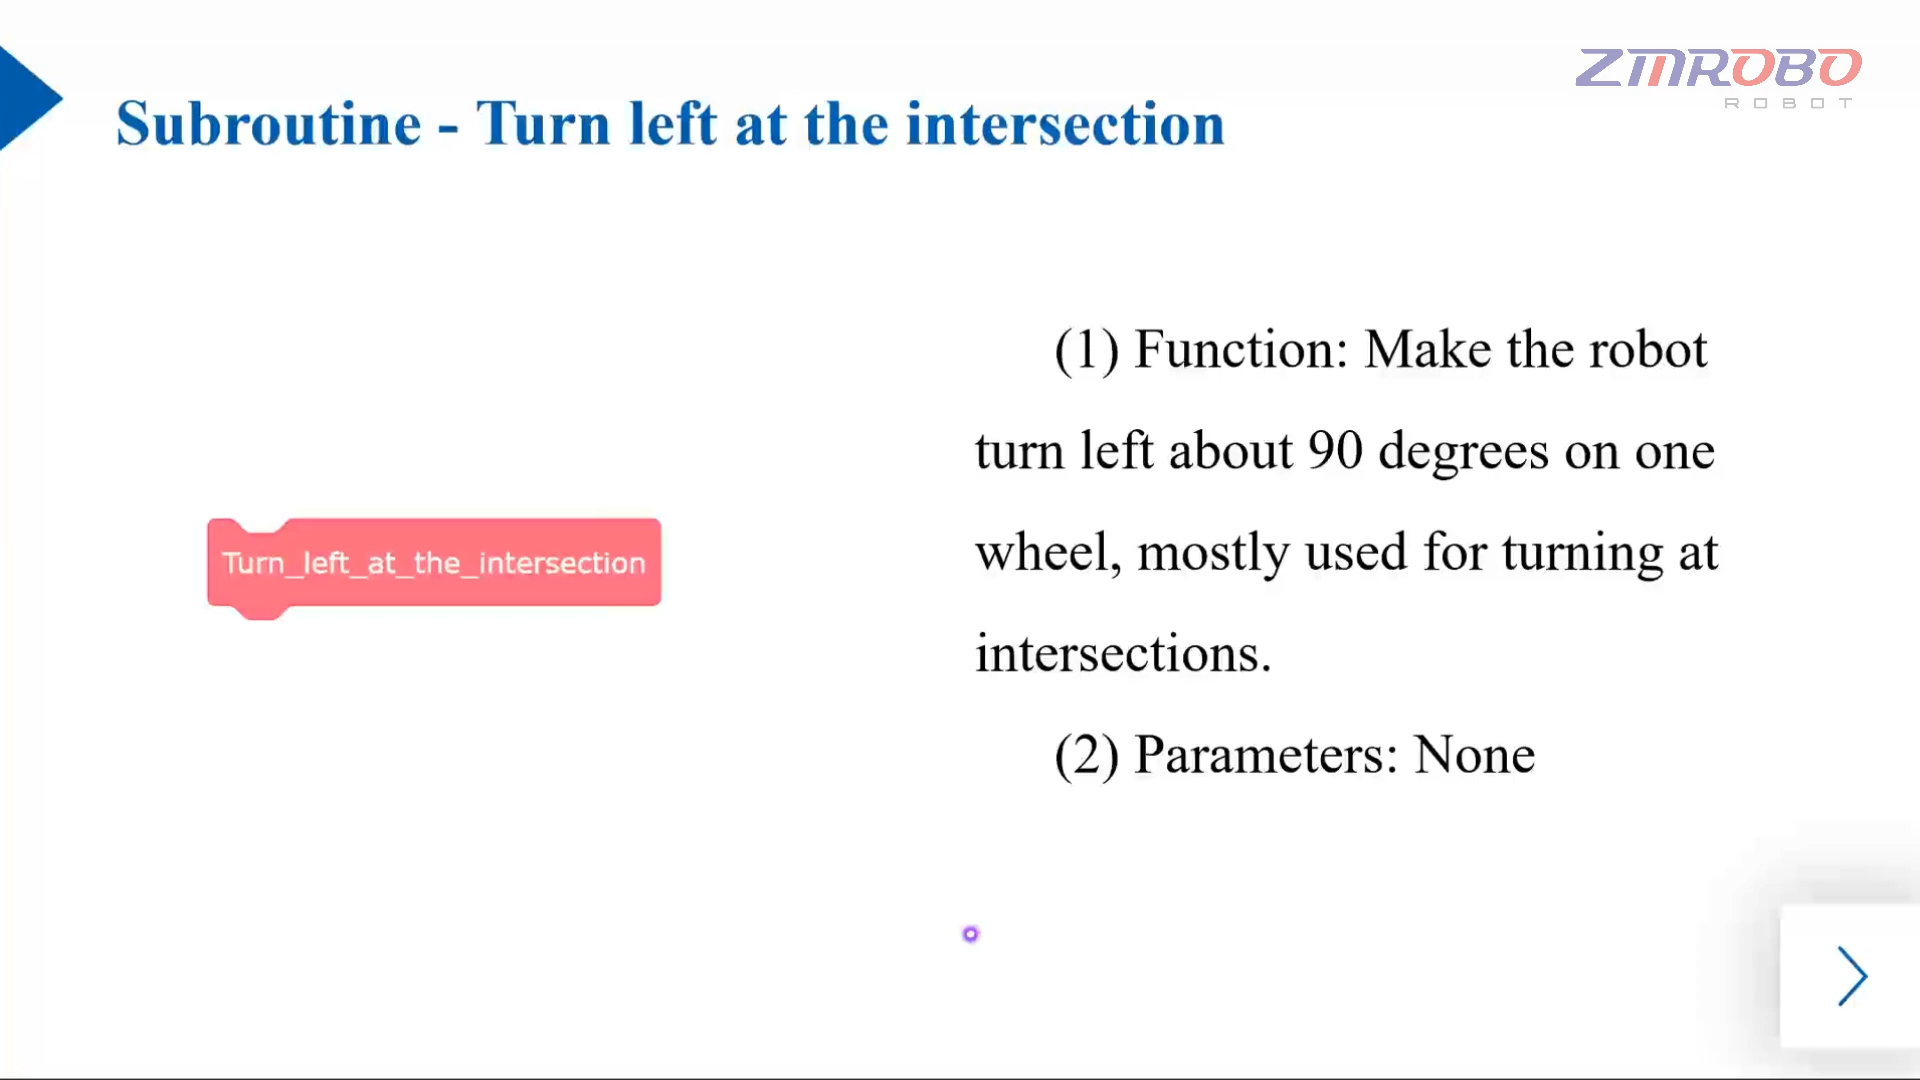 ZMROBO
ROBOT
Subroutine - Turn left at the intersection
(1) Function: Make the robot
turn left about 90 degrees on one
wheel, mostly used for turning at
intersections.
(2) Parameters: None
Turn_left_at_the_intersection